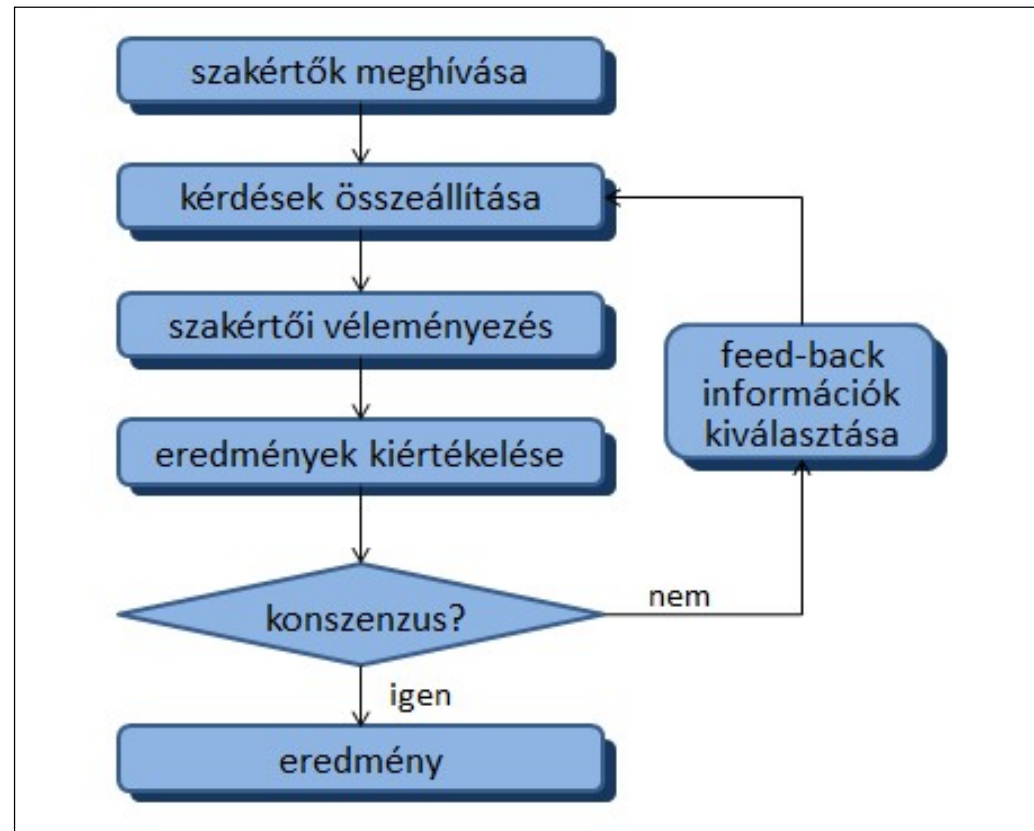 szakértők meghívása
kérdések összeállítása
szakértői véleményezés
feed-back
információk
kiválasztása
eredmények kiértékelése
konszenzus?
nem
igen
eredmény